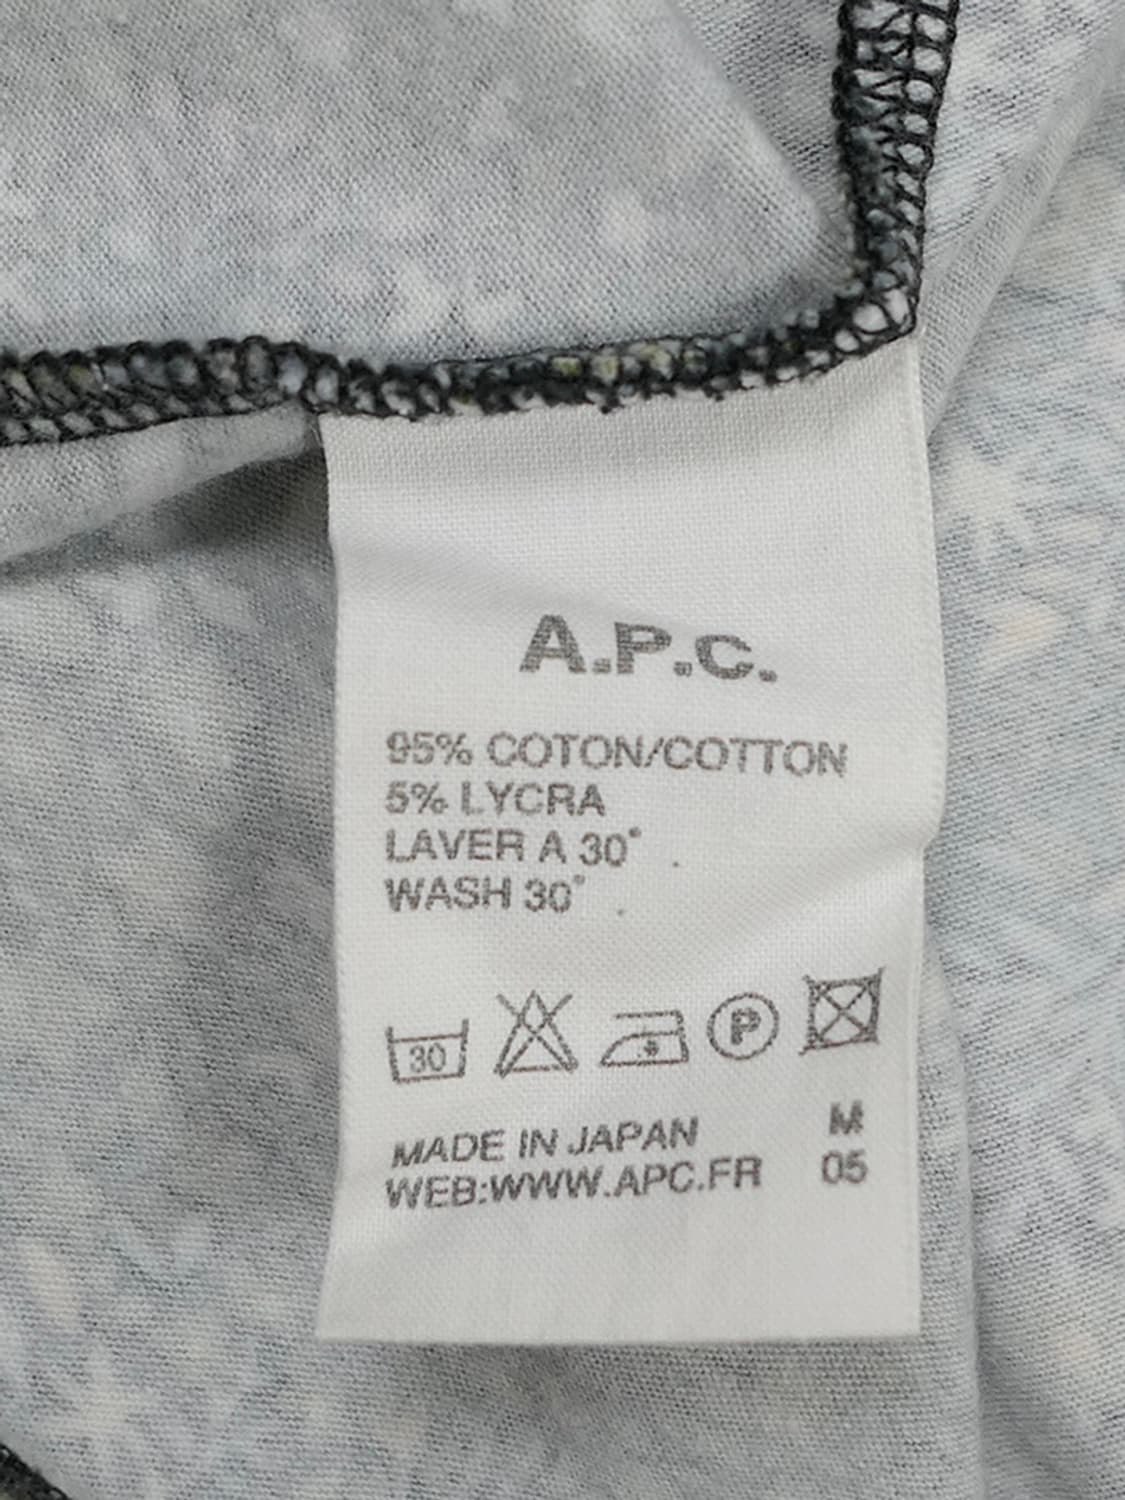 A.P.C.
95% COTON/COTTON
5% LYCRA
LAVER A 30°
WASH 30°
30 P
MADE IN JAPAN M
WEB:WWW.APC.FR 05